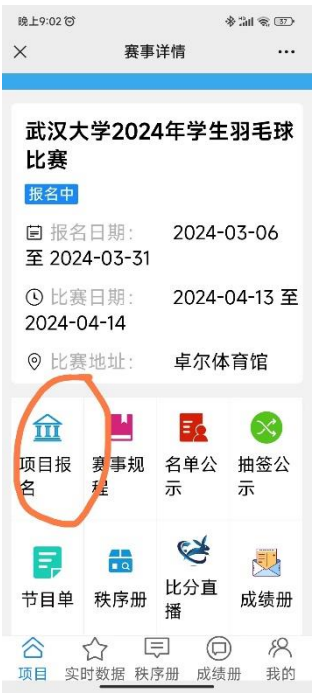 晚上9:02
37
赛事详情
武汉大学2024年学生羽毛球
比赛
报名中
报名日期: 2024-03-06
至 2024-03-31
比赛日期: 2024-04-13 至
2024-04-14
比赛地址: 卓尔体育馆
项目报 赛事规 名单公 抽签公
名 程 示 示
节目单 秩序册 比分直 成绩册
播
项目 实时数据 秩序册 成绩册 我的